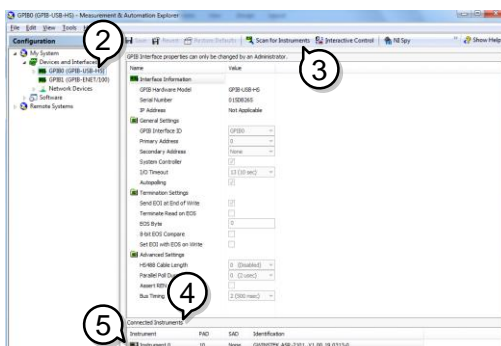 GPIB0 (GPIB-USB-HS) - Measurement & Automation Explorer
File Edit View Tools
Configuration
Save Revert Restore Defaults Scan for Instruments Interactive Control NI Spy Show Help
2
3
My System
Devices and Interfaces
GPIB0 (GPIB-USB-HS)
GPIB1 (GPIB-ENET/100)
Network Devices
Software
Remote Systems
GPIB Interface properties can only be changed by an Administrator.
Name Value
Interface Information
GPIB Hardware Model GPIB-USB-HS
Serial Number
IP Address Not Applicable
General Settings
GPIB Interface ID GPIB0
Primary Address 0
Secondary Address None
System Controller
I/O Timeout 13 (10 sec)
Autopolling
Termination Settings
Send EOI at End of Write
Terminate Read on EOS
EOS Byte 0
8-bit EOS Compare
Set EOI with EOS on Write
Advanced Settings
HS488 Cable Length 0 (Disabled)
Parallel Poll 0 (2 usec)
Assert REN
Bus Timing 2 (500 nsec)
4
Connected Instruments
5
Instrument PAD SAD Identification
Instrument 0 10 None